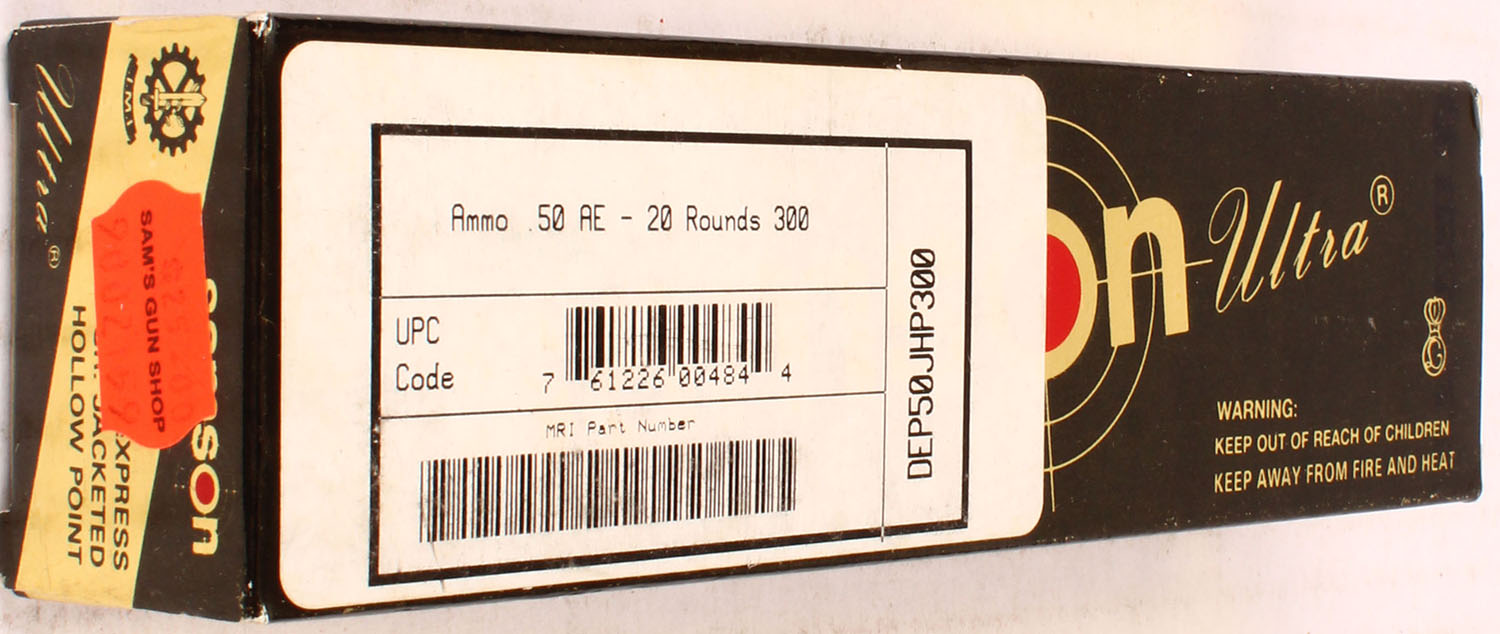 Ultra ®
I.M.I.
SAM'S GUN SHOP
samson
EXPRESS
JACKETED
HOLLOW POINT
Ammo .50 AE - 20 Rounds 300
UPC
Code
7 61226 00484 4
MRI Part Number
DEP50JHP300
on Ultra ®
G
WARNING:
KEEP OUT OF REACH OF CHILDREN
KEEP AWAY FROM FIRE AND HEAT